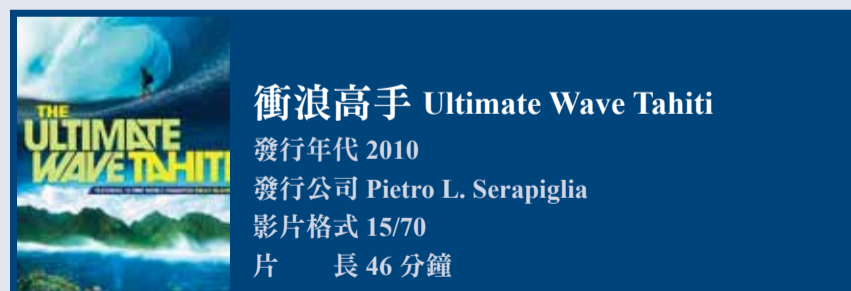 THE
ULTIMATE
WAVE TAHITI
衝浪高手 Ultimate Wave Tahiti
發行年代 2010
發行公司 Pietro L. Serapiglia
影片格式 15/70
片　　長 46 分鐘